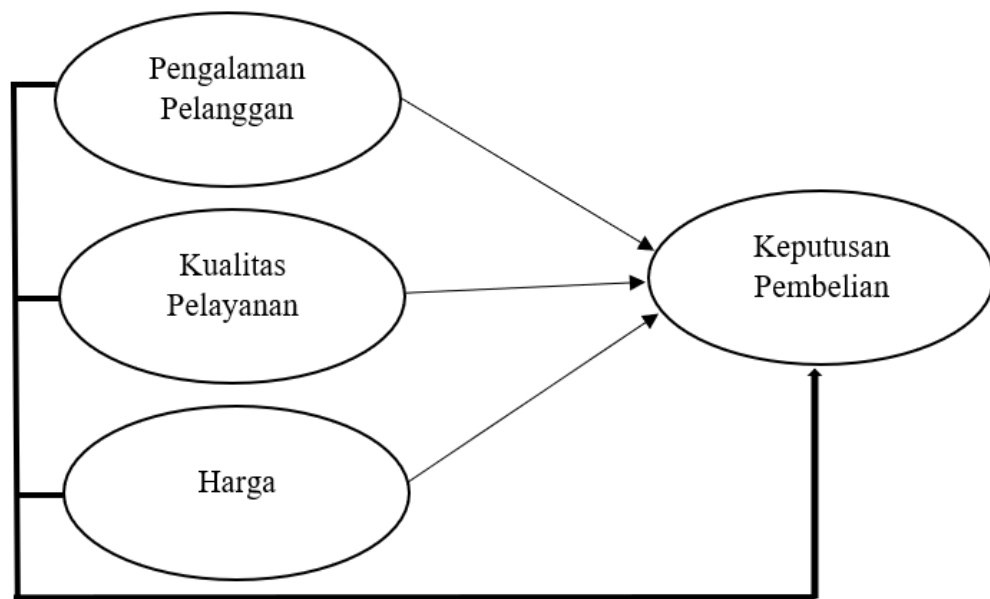 Pengalaman
Pelanggan
Kualitas
Pelayanan
Harga
Keputusan
Pembelian